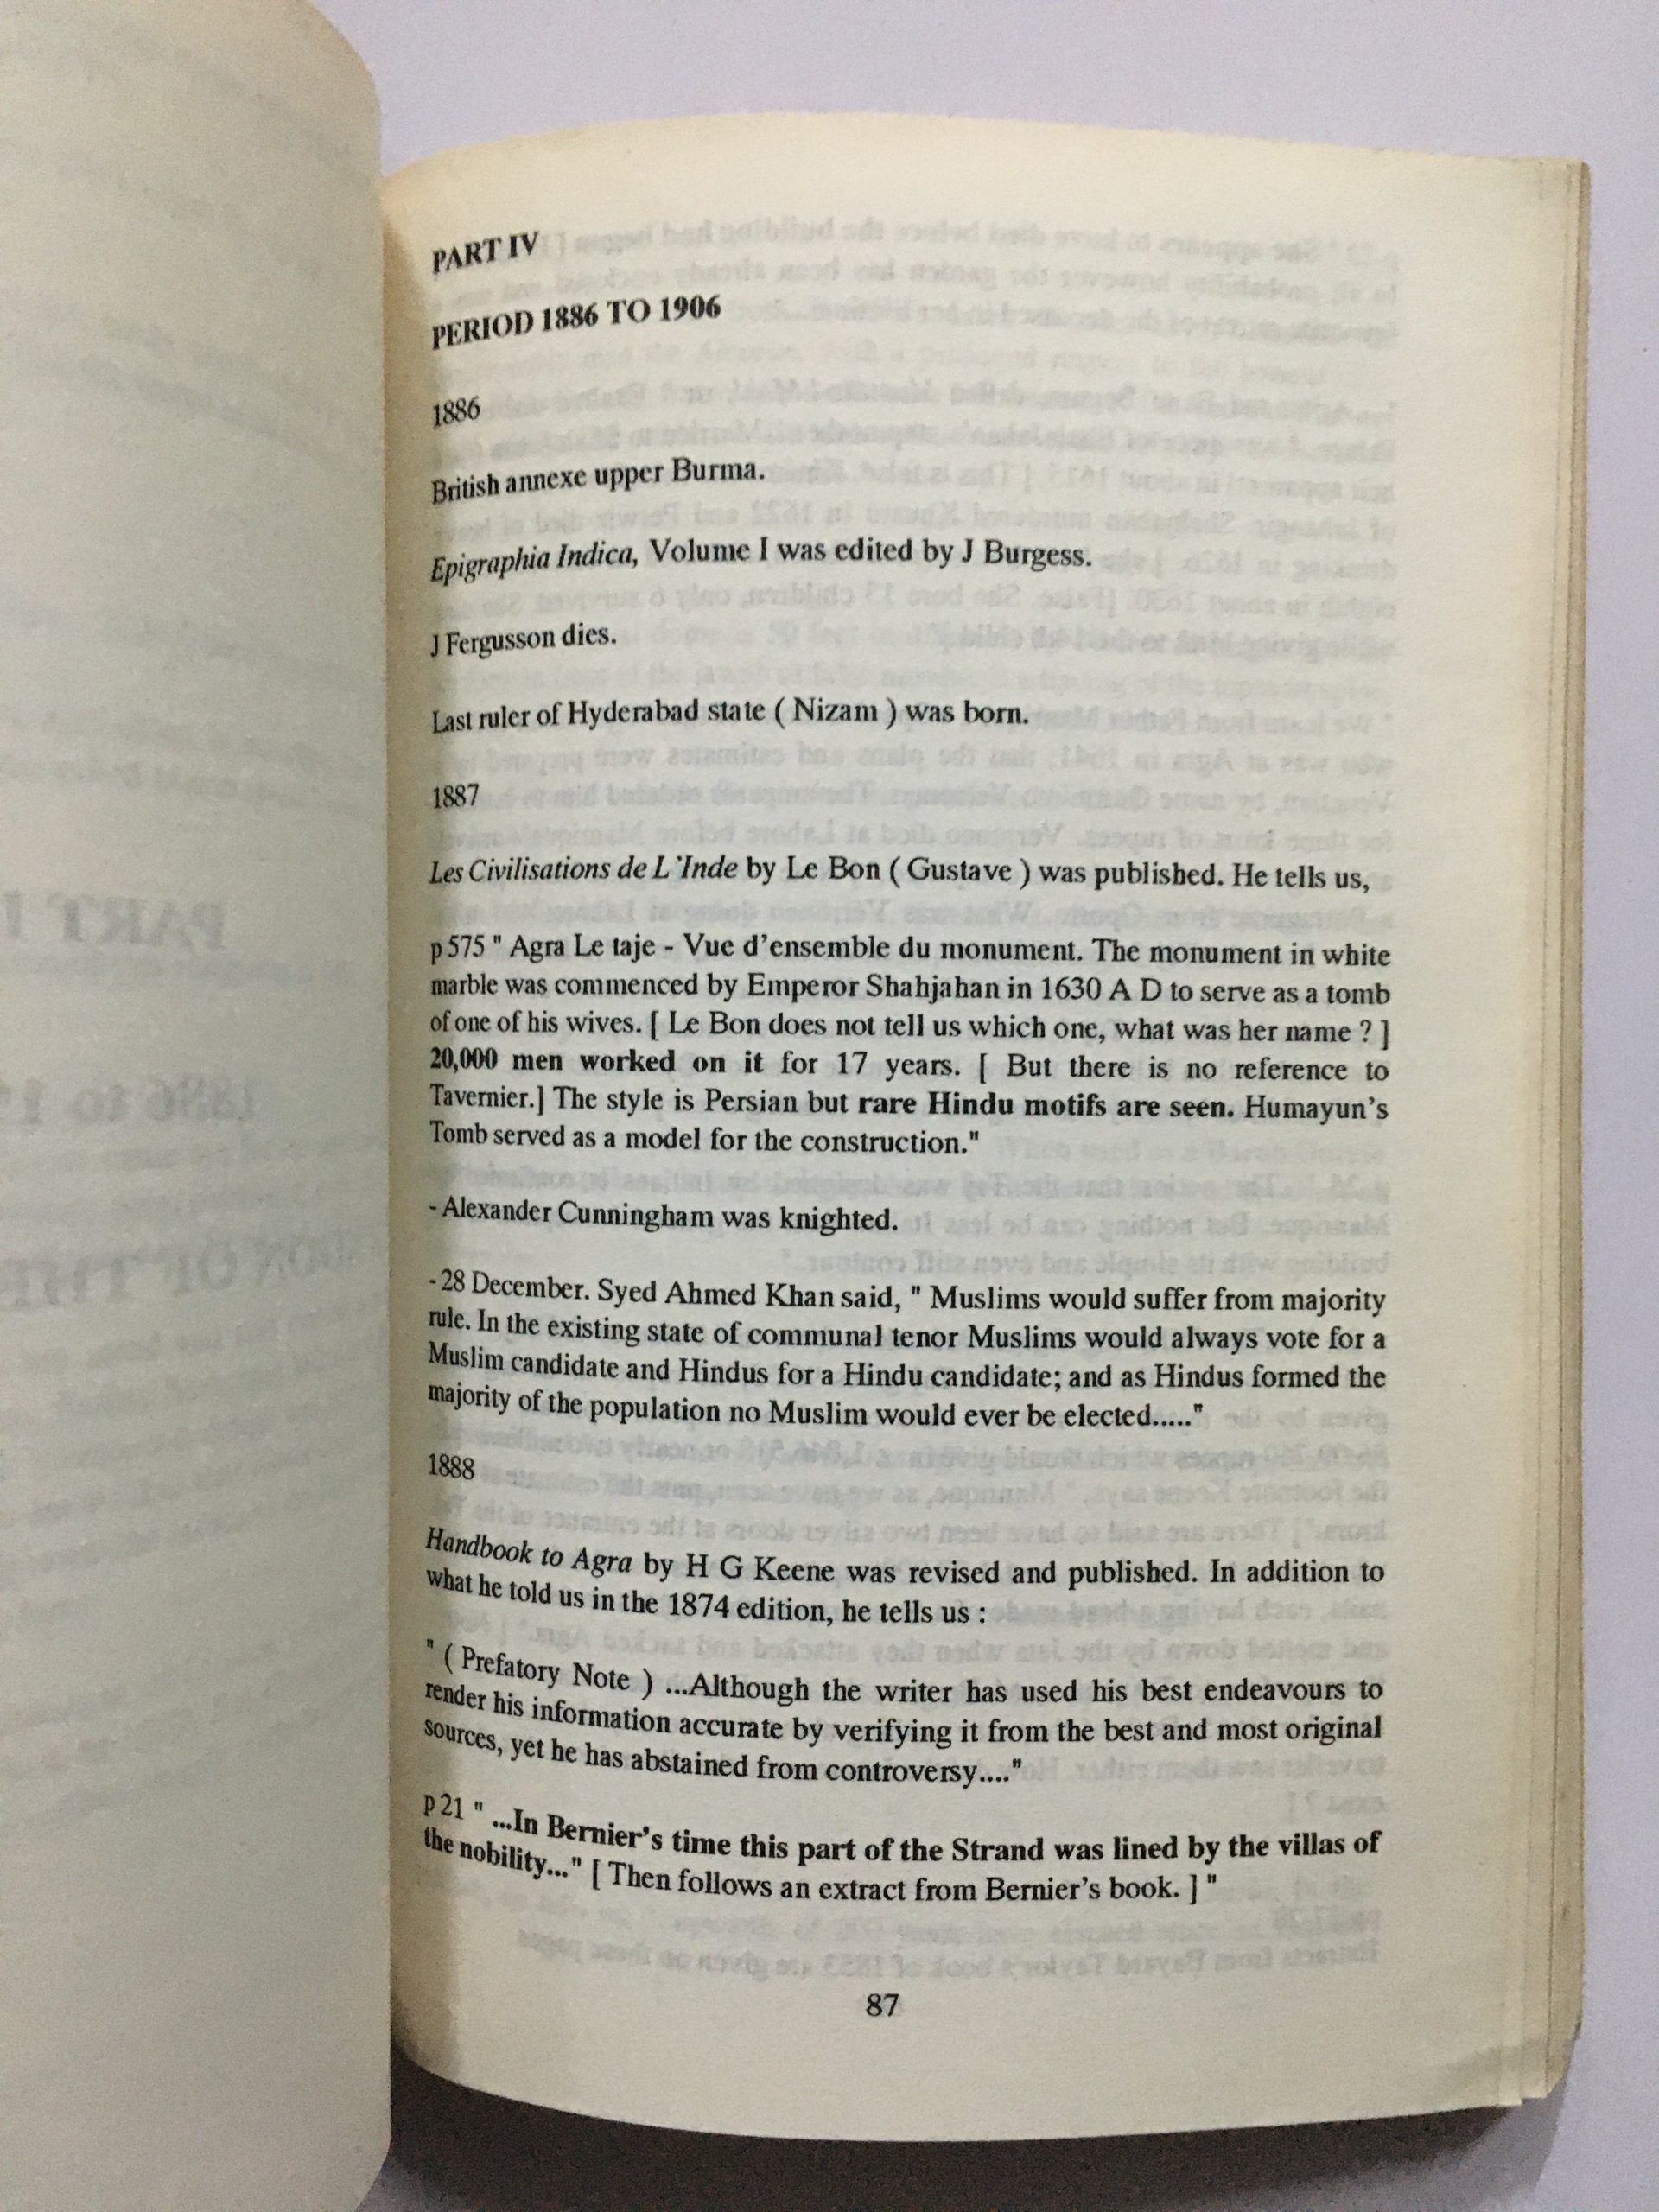 PART IV
PERIOD 1886 TO 1906
1886
British annexe upper Burma.
Epigraphia Indica, Volume I was edited by J Burgess.
J Fergusson dies.
Last ruler of Hyderabad state ( Nizam ) was born.
1887
Les Civilisations de L'Inde by Le Bon ( Gustave ) was published. He tells us,
p 575 " Agra Le taje - Vue d'ensemble du monument. The monument in white
marble was commenced by Emperor Shahjahan in 1630 A D to serve as a tomb
of one of his wives. [ Le Bon does not tell us which one, what was her name ? ]
20,000 men worked on it for 17 years. [ But there is no reference to
Tavernier.] The style is Persian but rare Hindu motifs are seen. Humayun's
Tomb served as a model for the construction."
- Alexander Cunningham was knighted.
- 28 December. Syed Ahmed Khan said, " Muslims would suffer from majority
rule. In the existing state of communal tenor Muslims would always vote for a
Muslim candidate and Hindus for a Hindu candidate; and as Hindus formed the
majority of the population no Muslim would ever be elected....."
1888
Handbook to Agra by H G Keene was revised and published. In addition to
what he told us in the 1874 edition, he tells us :
" ( Prefatory Note ) ...Although the writer has used his best endeavours to
render his information accurate by verifying it from the best and most original
sources, yet he has abstained from controversy...."
p 21 " ...In Bernier's time this part of the Strand was lined by the villas of
the nobility..." [ Then follows an extract from Bernier's book. ] "
87